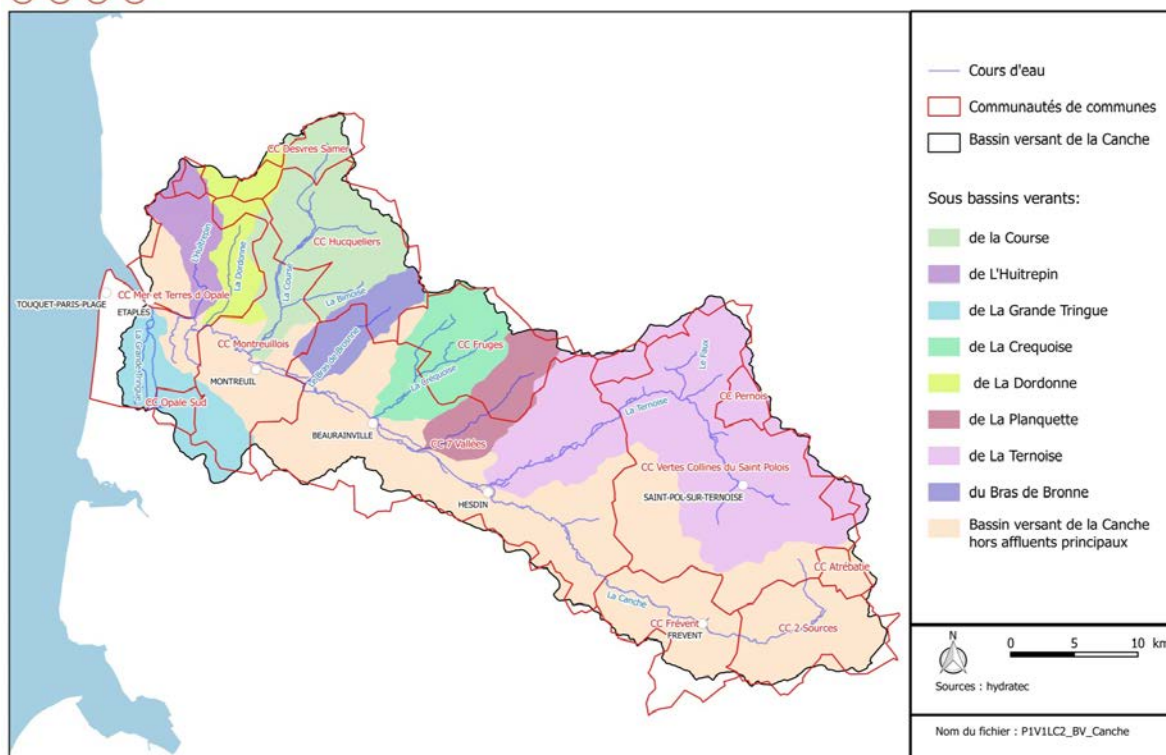 CC Desvres Samer
CC Hucqueliers
L'Huitrepin
La Dordonne
La Course
La Bimoise
TOUQUET-PARIS-PLAGE
CC Mer et Terres d'Opale
ETAPLES
La Grande Tringue
CC Montreuillois
MONTREUIL
Le Bras de Bronne
CC Fruges
La Créquoise
CC Opale Sud
BEAURAINVILLE
CC 7 Vallées
Le Faux
CC Pernois
La Ternoise
CC Vertes Collines du Saint Polois
HESDIN
SAINT-POL-SUR-TERNOISE
CC Atrébatie
La Canche
CC Frévent
FREVENT
CC 2 Sources
Cours d'eau
Communautés de communes
Bassin versant de la Canche
Sous bassins verants:
de la Course
de L'Huitrepin
de La Grande Tringue
de La Crequoise
de La Dordonne
de La Planquette
de La Ternoise
du Bras de Bronne
Bassin versant de la Canche
hors affluents principaux
N
0 5 10 km
Sources : hydratec
Nom du fichier : P1V1LC2_BV_Canche